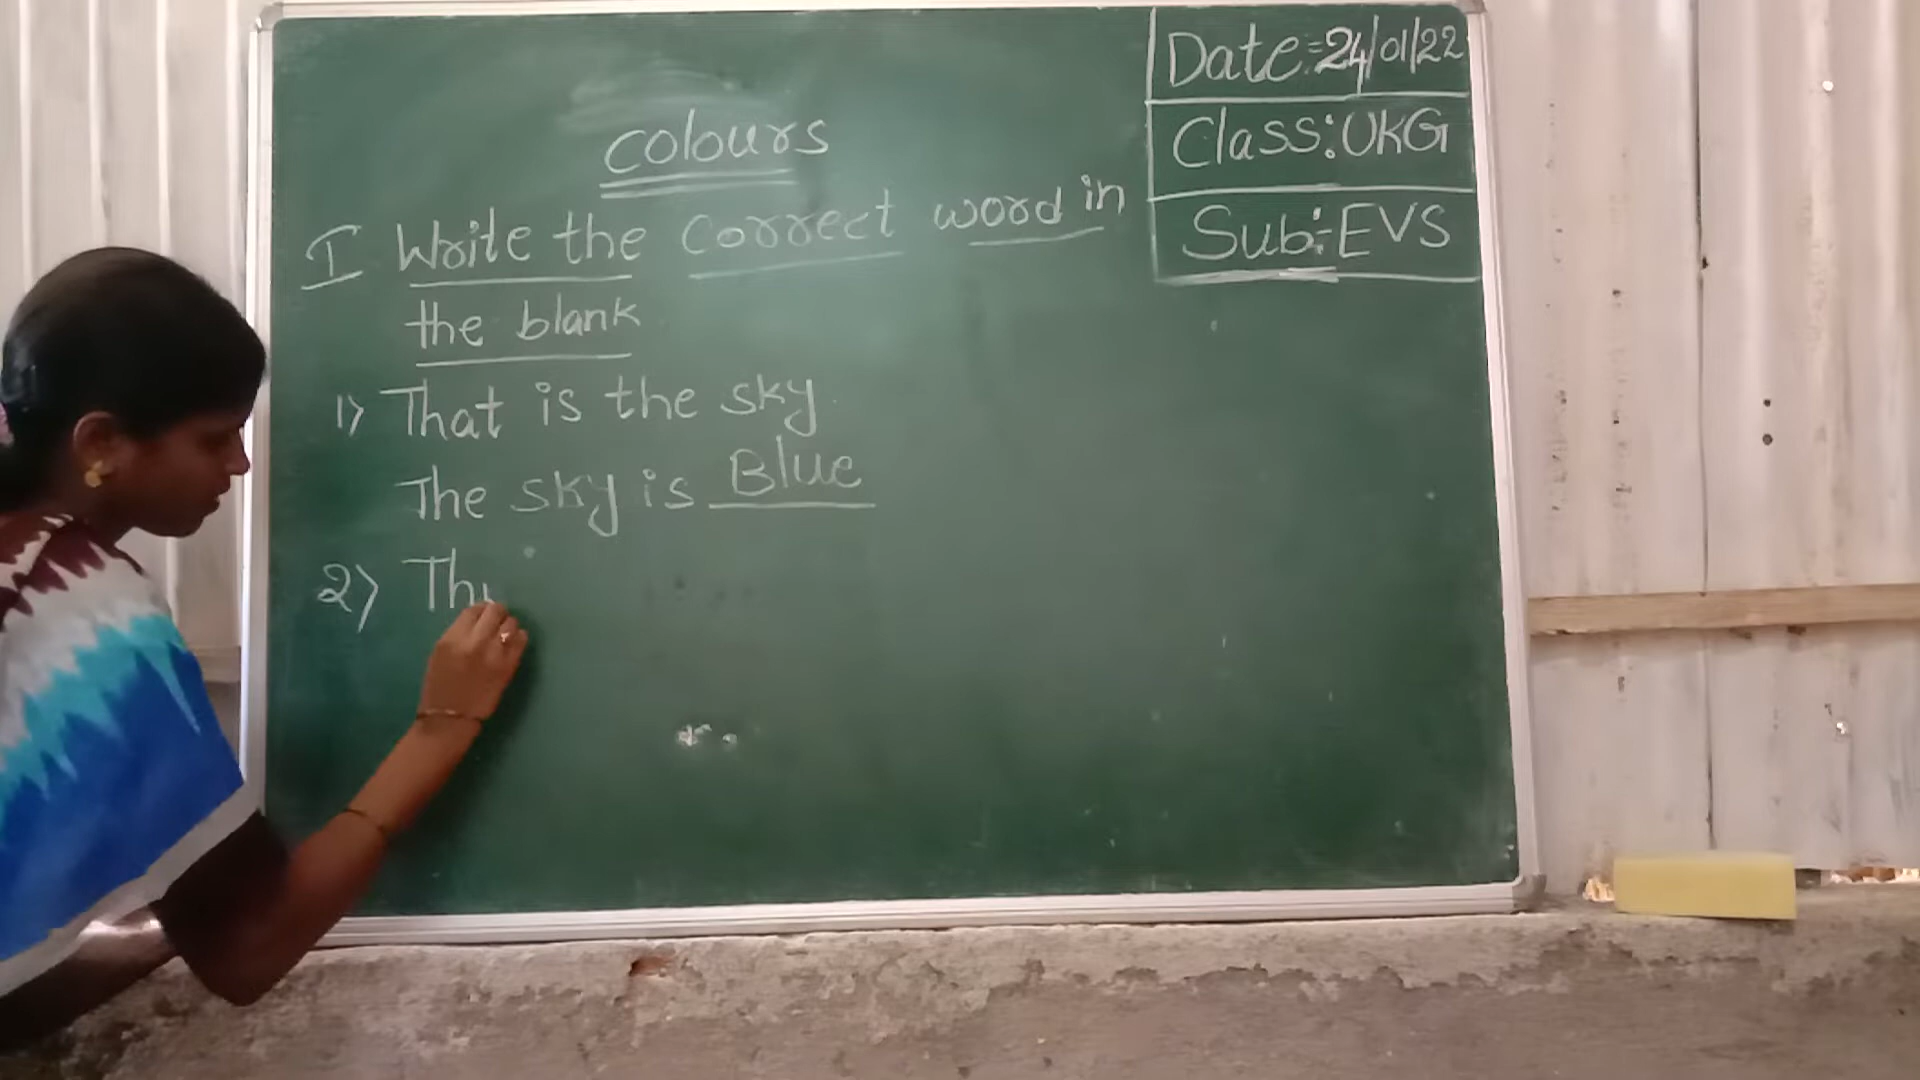 Date:-24/01/22
Class:UKG
Sub:-EVS
colours
I Write the Correct word in
the blank
1) That is the sky.
The sky is Blue
2)